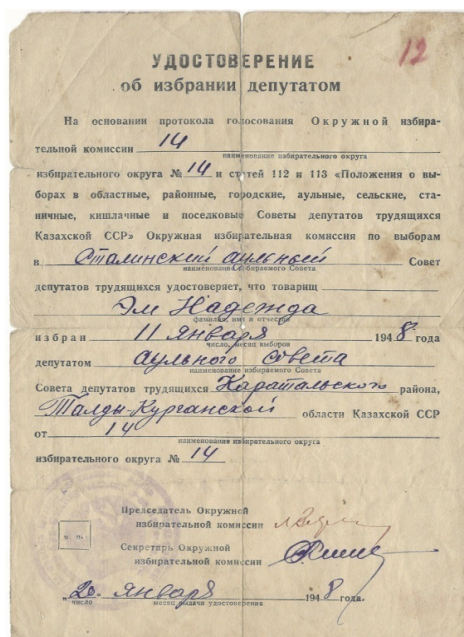 12
УДОСТОВЕРЕНИЕ
об избрании депутатом
На основании протокола голосования Окружной избира-
тельной комиссии 14
наименование избирательного округа
избирательного округа № 14 и статей 112 и 113 «Положения о вы-
борах в областные, районные, городские, аульные, сельские, ста-
ничные, кишлачные и поселковые Советы депутатов трудящихся
Казахской ССР» Окружная избирательная комиссия по выборам
в Сталинский аульный Совет
наименование избираемого Совета
депутатов трудящихся удостоверяет, что товарищ
Эм Надежда
фамилия, имя и отчество
избран 11 января 1948 года
число, месяц выборов
депутатом аульного совета
наименование избираемого Совета
Совета депутатов трудящихся Каратальского района,
Талды-Курганской области Казахской ССР
от 14
наименования избирательного округа
избирательного округа № 14
Председатель Окружной
избирательной комиссии
Секретарь Окружной
избирательной комиссии
м. п.
„20 января 1948 года.
число месяц выдачи удостоверения